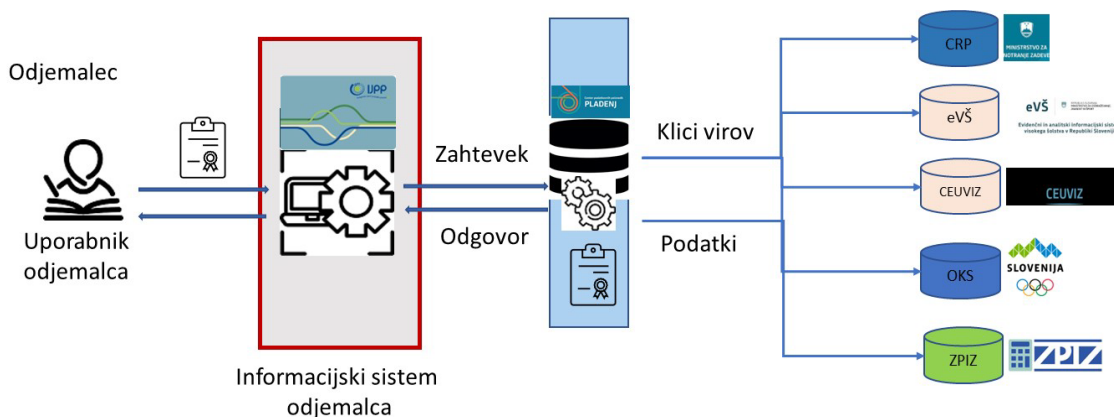 Odjemalec
Uporabnik
odjemalca
IJPP
Informacijski sistem
odjemalca
Zahtevek
Odgovor
PLADENJ
Klici virov
Podatki
CRP
MINISTRSTVO ZA
NOTRANJE ZADEVE
eVŠ
eVŠ
Evidenčni in analitski informacijski sistem
visokega šolstva v Republiki Sloveniji
CEUVIZ
CEUVIZ
OKS
SLOVENIJA
ZPIZ
ZPIZ